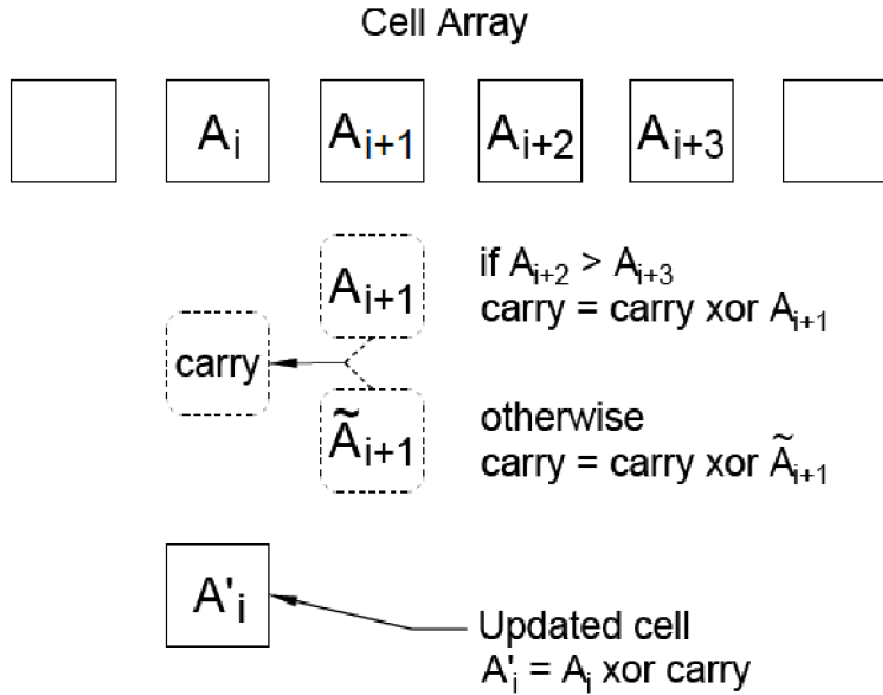 Cell Array
Aᵢ Aᵢ₊₁ Aᵢ₊₂ Aᵢ₊₃
Aᵢ₊₁
if Aᵢ₊₂ > Aᵢ₊₃
carry = carry xor Aᵢ₊₁
carry
Ãᵢ₊₁
otherwise
carry = carry xor Ãᵢ₊₁
A'ᵢ
Updated cell
A'ᵢ = Aᵢ xor carry